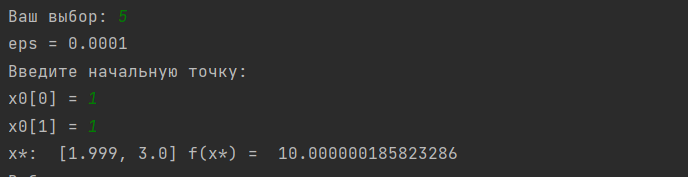 Ваш выбор: 5
eps = 0.0001
Введите начальную точку:
x0[0] = 1
x0[1] = 1
x*:  [1.999, 3.0] f(x*) =  10.000000185823286